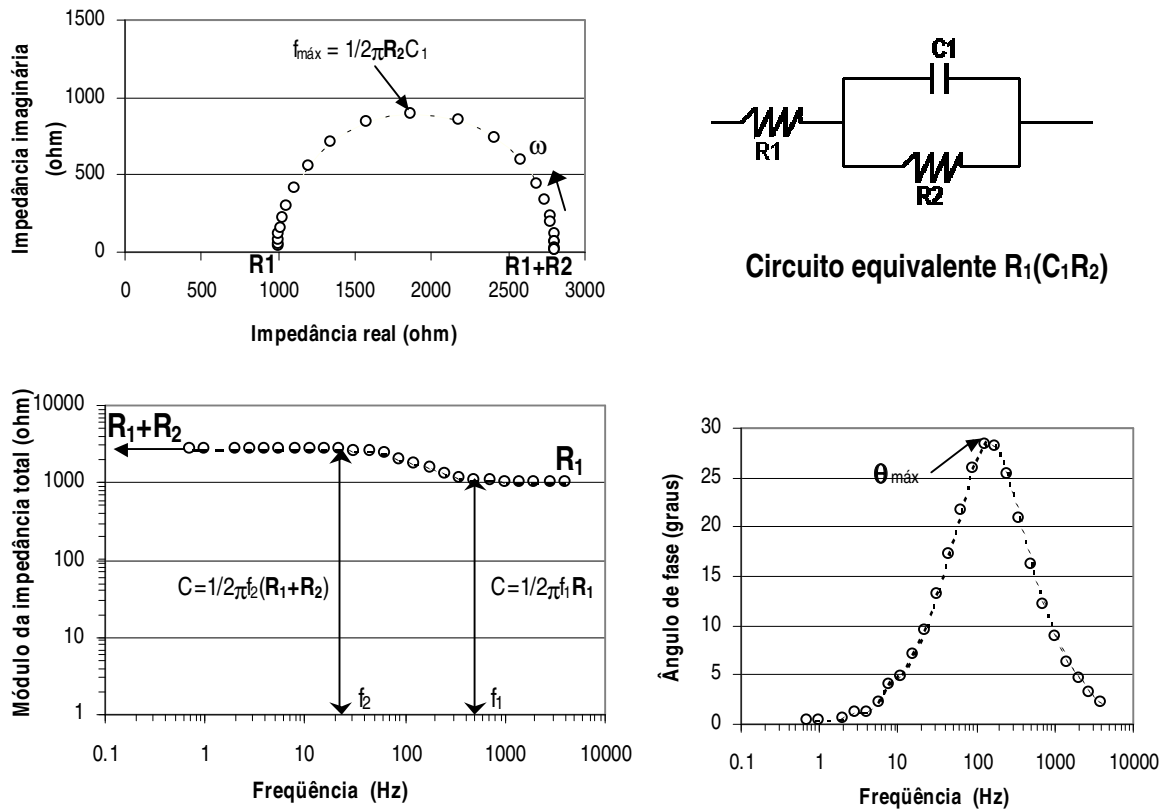 1500
1000
500
0
Impedância imaginária
(ohm)
fmáx = 1/2πR2C1
ω
R1
R1+R2
0 500 1000 1500 2000 2500 3000
Impedância real (ohm)
C1
R1
R2
Circuito equivalente R1(C1R2)
10000
1000
100
10
1
Módulo da impedância total (ohm)
R1+R2
R1
C=1/2πf2(R1+R2)
C=1/2πf1R1
f2
f1
0.1 1 10 100 1000 10000
Freqüência (Hz)
30
25
20
15
10
5
0
Ângulo de fase (graus)
θmáx
0.1 1 10 100 1000 10000
Freqüência (Hz)